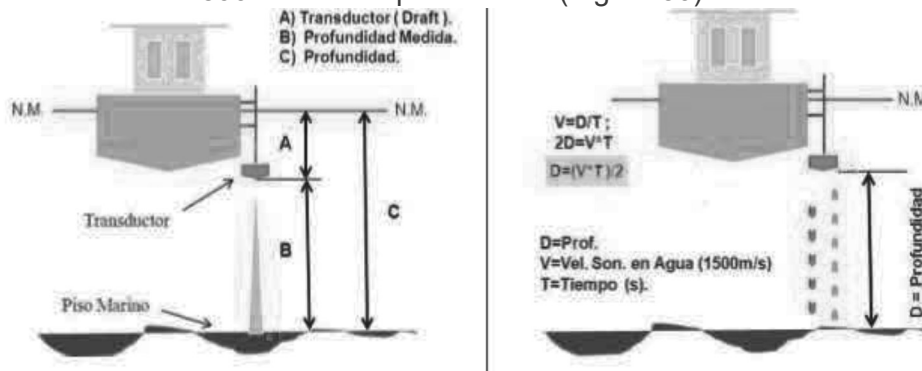 A) Transductor ( Draft ).
B) Profundidad Medida.
C) Profundidad.
N.M.
N.M.
A
Transductor
C
B
Piso Marino
N.M
V=D/T ;
2D=V*T
D=(V*T)/2
D=Prof.
V=Vel. Son. en Agua (1500m/s)
T=Tiempo (s).
D = Profundidad